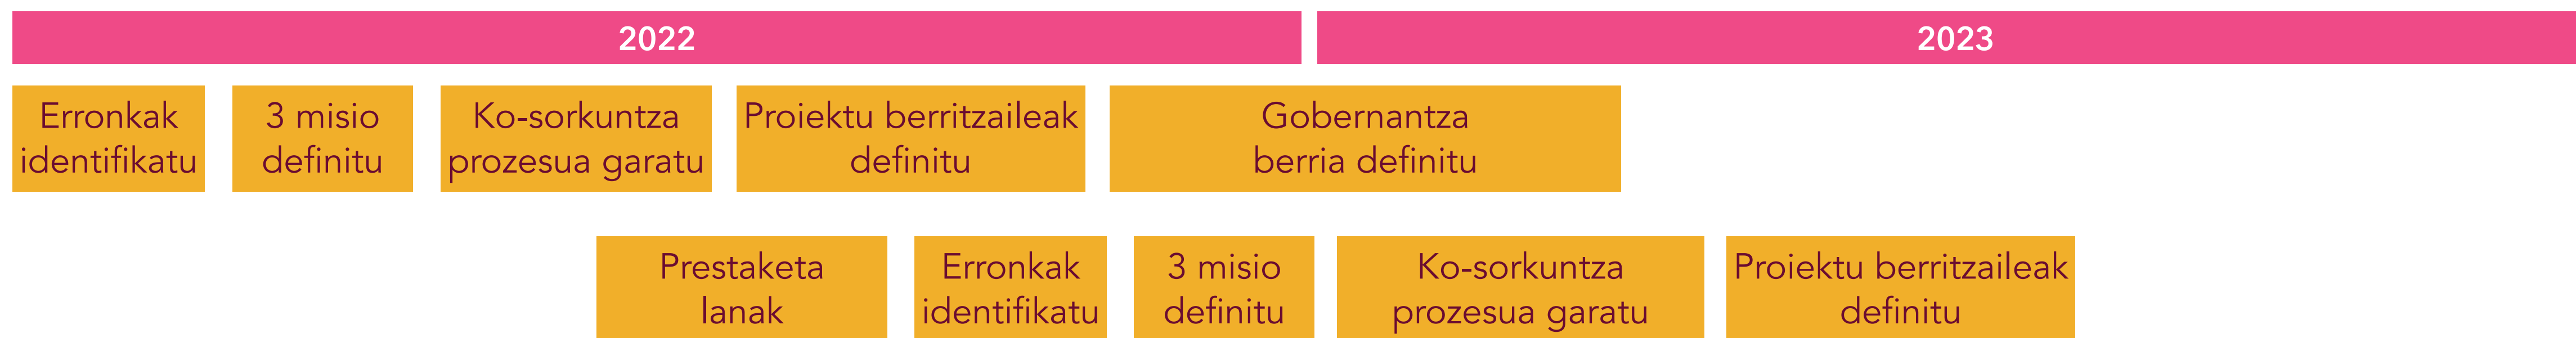 2022
2023
Erronkak
identifikatu
3 misio
definitu
Ko-sorkuntza
prozesua garatu
Proiektu berritzaileak
definitu
Gobernantza
berria definitu
Prestaketa
lanak
Erronkak
identifikatu
3 misio
definitu
Ko-sorkuntza
prozesua garatu
Proiektu berritzaileak
definitu